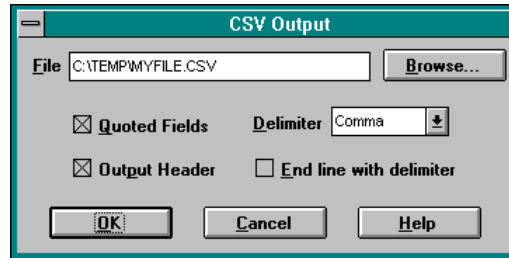 CSV Output
File C:\TEMP\MYFILE.CSV Browse...
Quoted Fields Delimiter Comma
Output Header End line with delimiter
OK Cancel Help